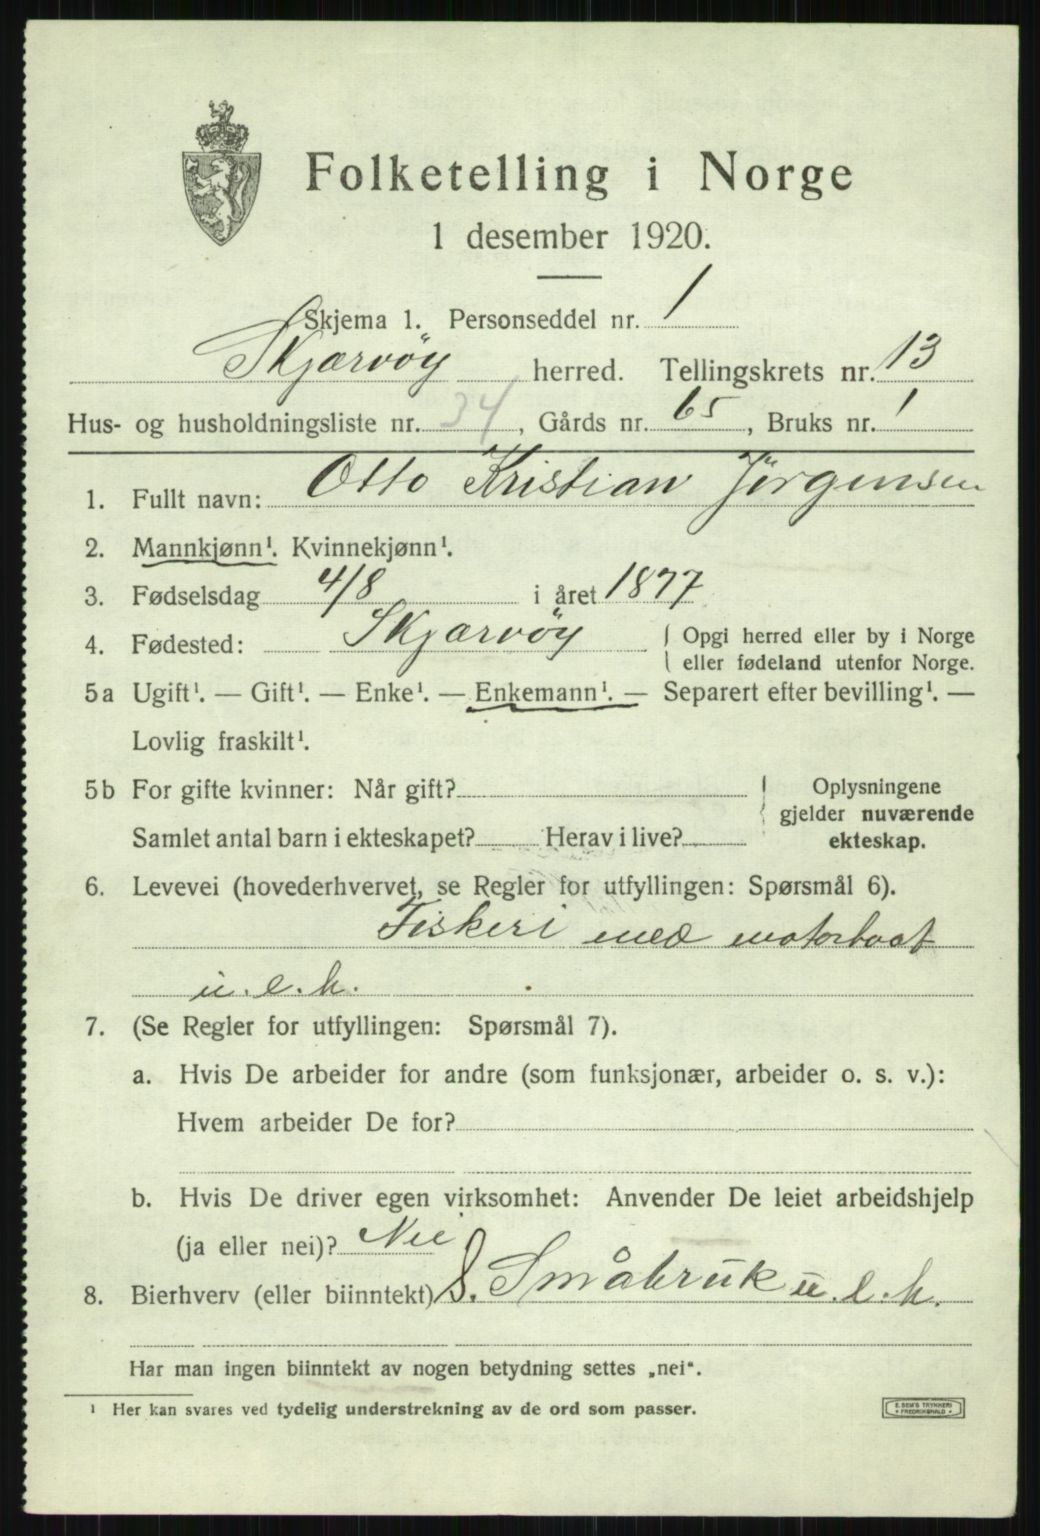 Folketelling i Norge
1 desember 1920.
Skjema 1. Personseddel nr. 1
Skjærvöy herred. Tellingskrets nr. 13
Hus- og husholdningsliste nr. 34, Gårds nr. 65, Bruks nr. 1
1. Fullt navn: Otto Kristian Jörgensen
2. Mannkjønn¹. Kvinnekjønn¹.
3. Fødselsdag 4/8 i året 1877
4. Fødested: Skjærvöy { Opgi herred eller by i Norge
eller fødeland utenfor Norge.
5a Ugift¹. — Gift¹. — Enke¹. — Enkemann¹. — Separert efter bevilling¹. —
Lovlig fraskilt¹.
5b For gifte kvinner: Når gift? { Oplysningene
gjelder nuværende
Samlet antal barn i ekteskapet? Herav i live? ekteskap.
6. Levevei (hovederhvervet, se Regler for utfyllingen: Spørsmål 6).
Fiskeri med motorbaat
u. l. h.
7. (Se Regler for utfyllingen: Spørsmål 7).
a. Hvis De arbeider for andre (som funksjonær, arbeider o. s. v.):
Hvem arbeider De for?
b. Hvis De driver egen virksomhet: Anvender De leiet arbeidshjelp
(ja eller nei)? Nei
8. Bierhverv (eller biinntekt) S. Småbruk u. l. h.
Har man ingen biinntekt av nogen betydning settes „nei“.
¹ Her kan svares ved tydelig understrekning av de ord som passer.
E. SEM'S TRYKKERI
• FREDRIKSHALD •